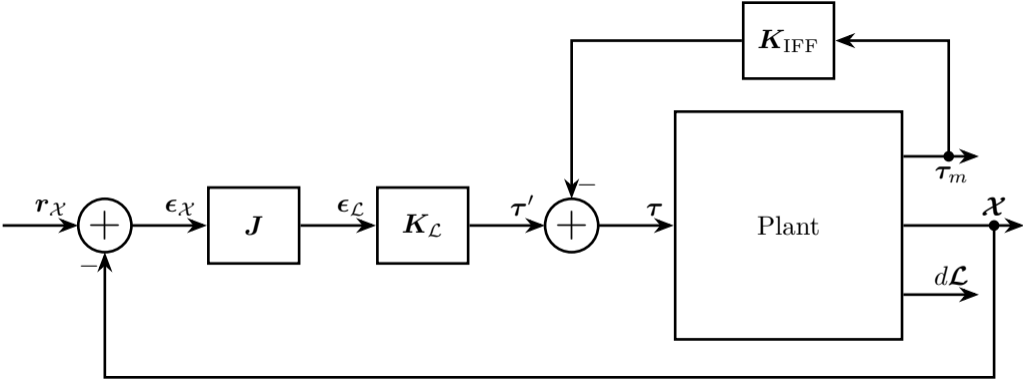 K_IFF
τ_m
r_𝒳
−
+
ϵ_𝒳
J
ϵ_ℒ
K_ℒ
τ′
−
+
τ
Plant
𝒳
dℒ